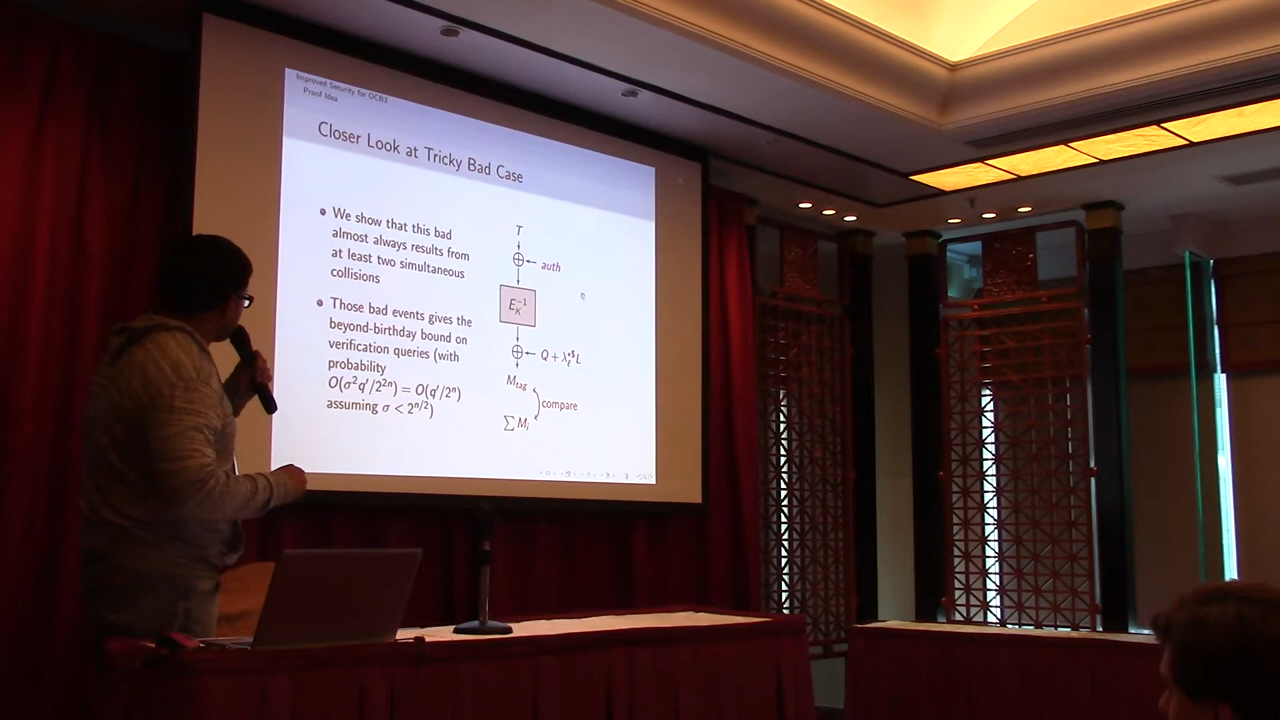 Improved Security for OCB3
Proof Idea
Closer Look at Tricky Bad Case
• We show that this bad
almost always results from
at least two simultaneous
collisions
• Those bad events gives the
beyond-birthday bound on
verification queries (with
probability
O(σ²q′/2²ⁿ) = O(q′/2ⁿ)
assuming σ < 2ⁿ/²)
T
⊕ auth
E_K^{-1}
⊕ Q +
M_tag
compare
∑ M_i